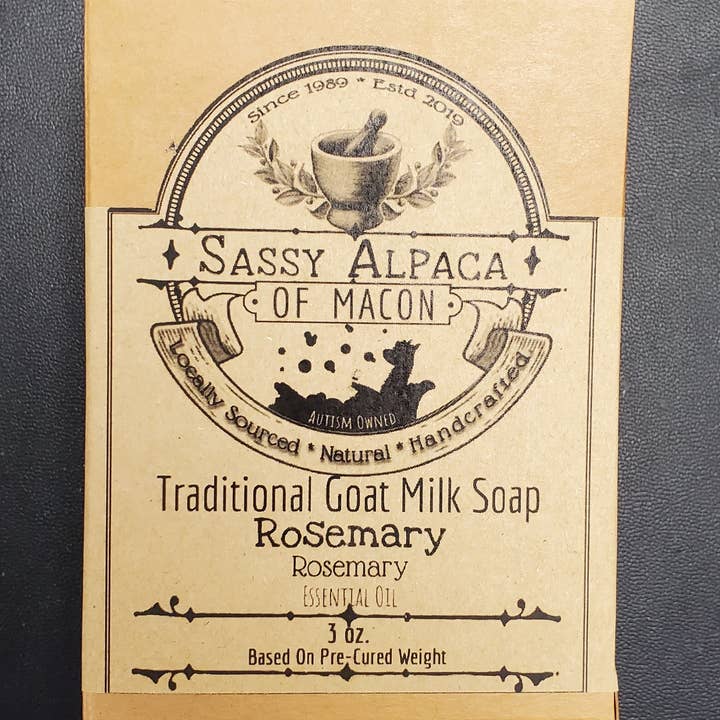 Since 1989 * Estd 2019
Sassy Alpaca
OF MACON
Autism Owned
Locally Sourced * Natural * Handcrafted
Traditional Goat Milk Soap
Rosemary
Rosemary
Essential Oil
3 oz.
Based On Pre-Cured Weight